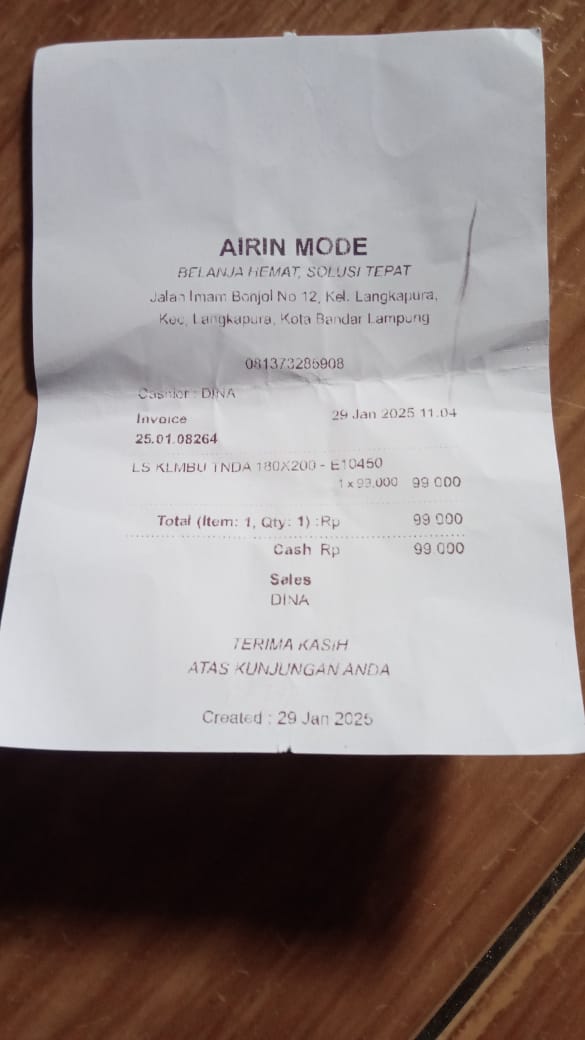 AIRIN MODE
BELANJA HEMAT, SOLUSI TEPAT
Jalan Imam Bonjol No 12, Kel. Langkapura,
Kec, Langkapura, Kota Bandar Lampung
081373285908
Cashier : DINA
Invoice 29 Jan 2025 11.04
25.01.08264
LS KLMBU TNDA 180X200 - E10450
1 x 99,000 99 000
Total (Item: 1, Qty: 1) :Rp 99 000
Cash Rp 99 000
Sales
DINA
TERIMA KASIH
ATAS KUNJUNGAN ANDA
Created : 29 Jan 2025